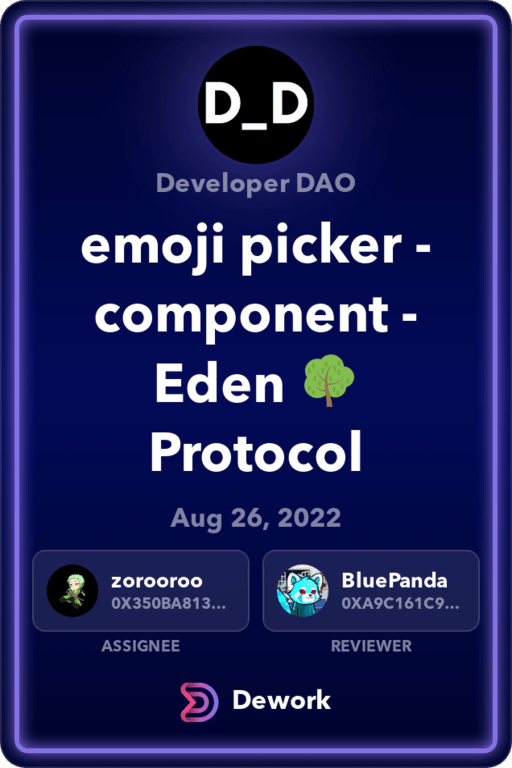 D_D
Developer DAO
emoji picker -
component -
Eden 🌳
Protocol
Aug 26, 2022
zorooroo
0X350BA813...
BluePanda
0XA9C161C9...
ASSIGNEE
REVIEWER
Dework